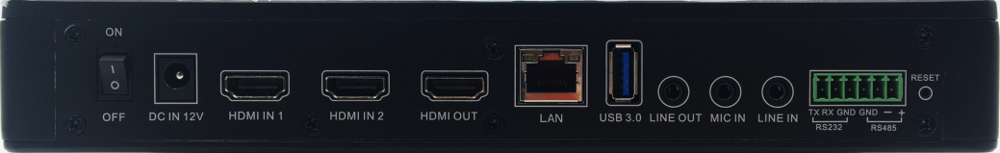 ON
OFF
DC IN 12V
HDMI IN 1
HDMI IN 2
HDMI OUT
LAN
USB 3.0
LINE OUT
MIC IN
LINE IN
TX RX GND GND — +
RS232
RS485
RESET